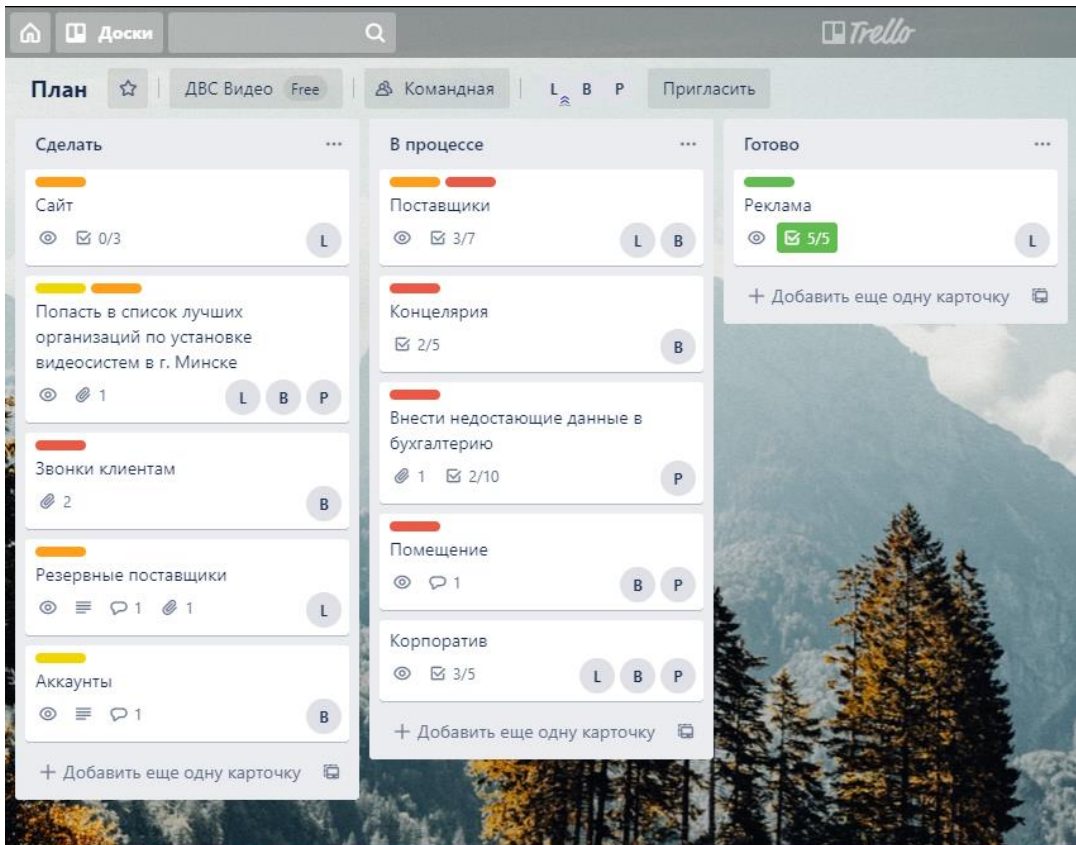 Доски
Trello
План
ДВС Видео Free
Командная
L B P
Пригласить
Сделать
Сайт
0/3
L
Попасть в список лучших
организаций по установке
видеосистем в г. Минске
1
L B P
Звонки клиентам
2
B
Резервные поставщики
1 1
L
Аккаунты
1
B
+ Добавить еще одну карточку
В процессе
Поставщики
3/7
L B
Концелярия
2/5
B
Внести недостающие данные в
бухгалтерию
1 2/10
P
Помещение
1
B P
Корпоратив
3/5
L B P
+ Добавить еще одну карточку
Готово
Реклама
5/5
L
+ Добавить еще одну карточку